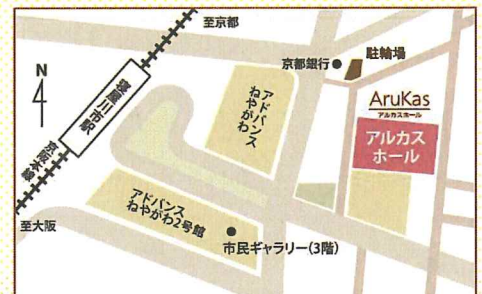 至京都
京都銀行
駐輪場
N
アドバンス
ねやがわ
AruKas
アルカスホール
アルカス
ホール
寝屋川市駅
京阪本線
アドバンス
ねやがわ2号館
至大阪
市民ギャラリー(3階)